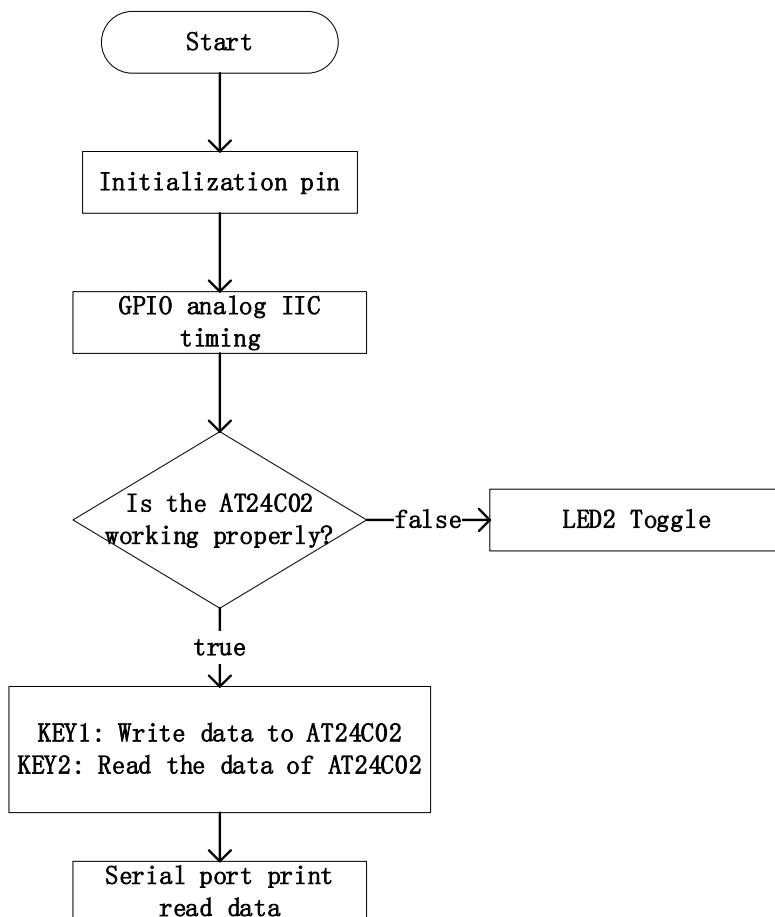 Start
Initialization pin
GPIO analog IIC
timing
Is the AT24C02
working properly?
false
LED2 Toggle
true
KEY1: Write data to AT24C02
KEY2: Read the data of AT24C02
Serial port print
read data